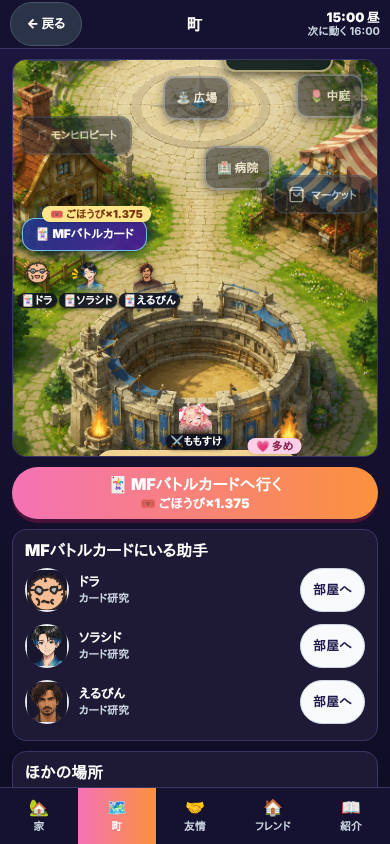 ← 戻る
町
15:00 昼
次に動く 16:00
広場
中庭
モンヒロビート
病院
マーケット
ごほうび×1.375
MFバトルカード
ドラ
ソラシド
えるびん
ももすけ
多め
MFバトルカードへ行く
ごほうび×1.375
MFバトルカードにいる助手
ドラ
カード研究
部屋へ
ソラシド
カード研究
部屋へ
えるびん
カード研究
部屋へ
ほかの場所
家
町
友情
フレンド
紹介